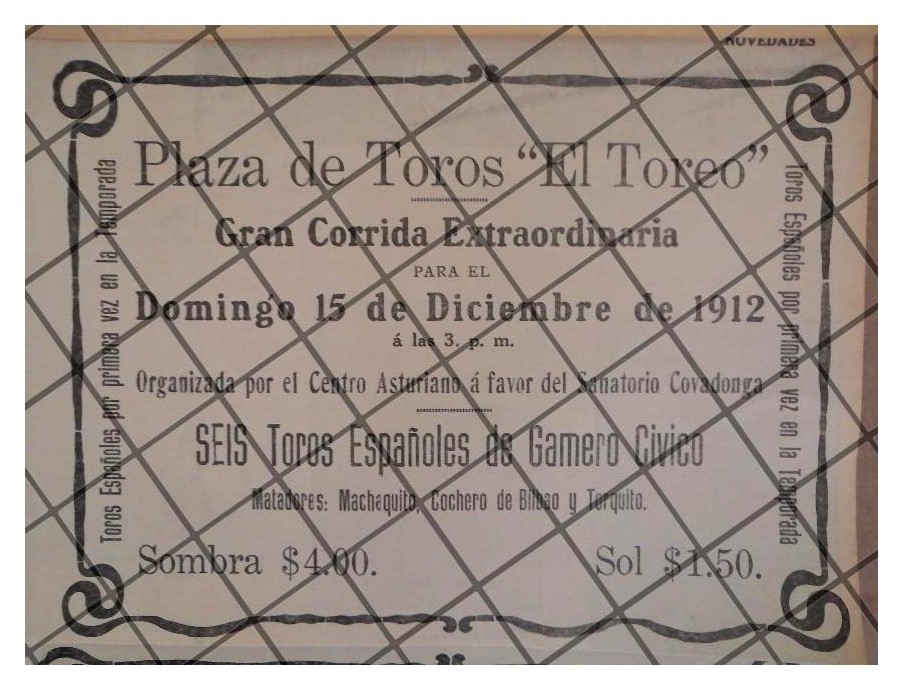 NOVEDADES
Plaza de Toros "El Toreo"
Gran Corrida Extraordinaria
PARA EL
Domingo 15 de Diciembre de 1912
á las 3. p. m.
Organizada por el Centro Asturiano á favor del Sanatorio Covadonga
SEIS Toros Españoles de Gamero Civico
Matadores: Machaquito, Cochero de Bilbao y Torquito.
Sombra $4.00. Sol $1.50.
Toros Españoles por primera vez en la Temporada
Toros Españoles por primera vez en la Temporada